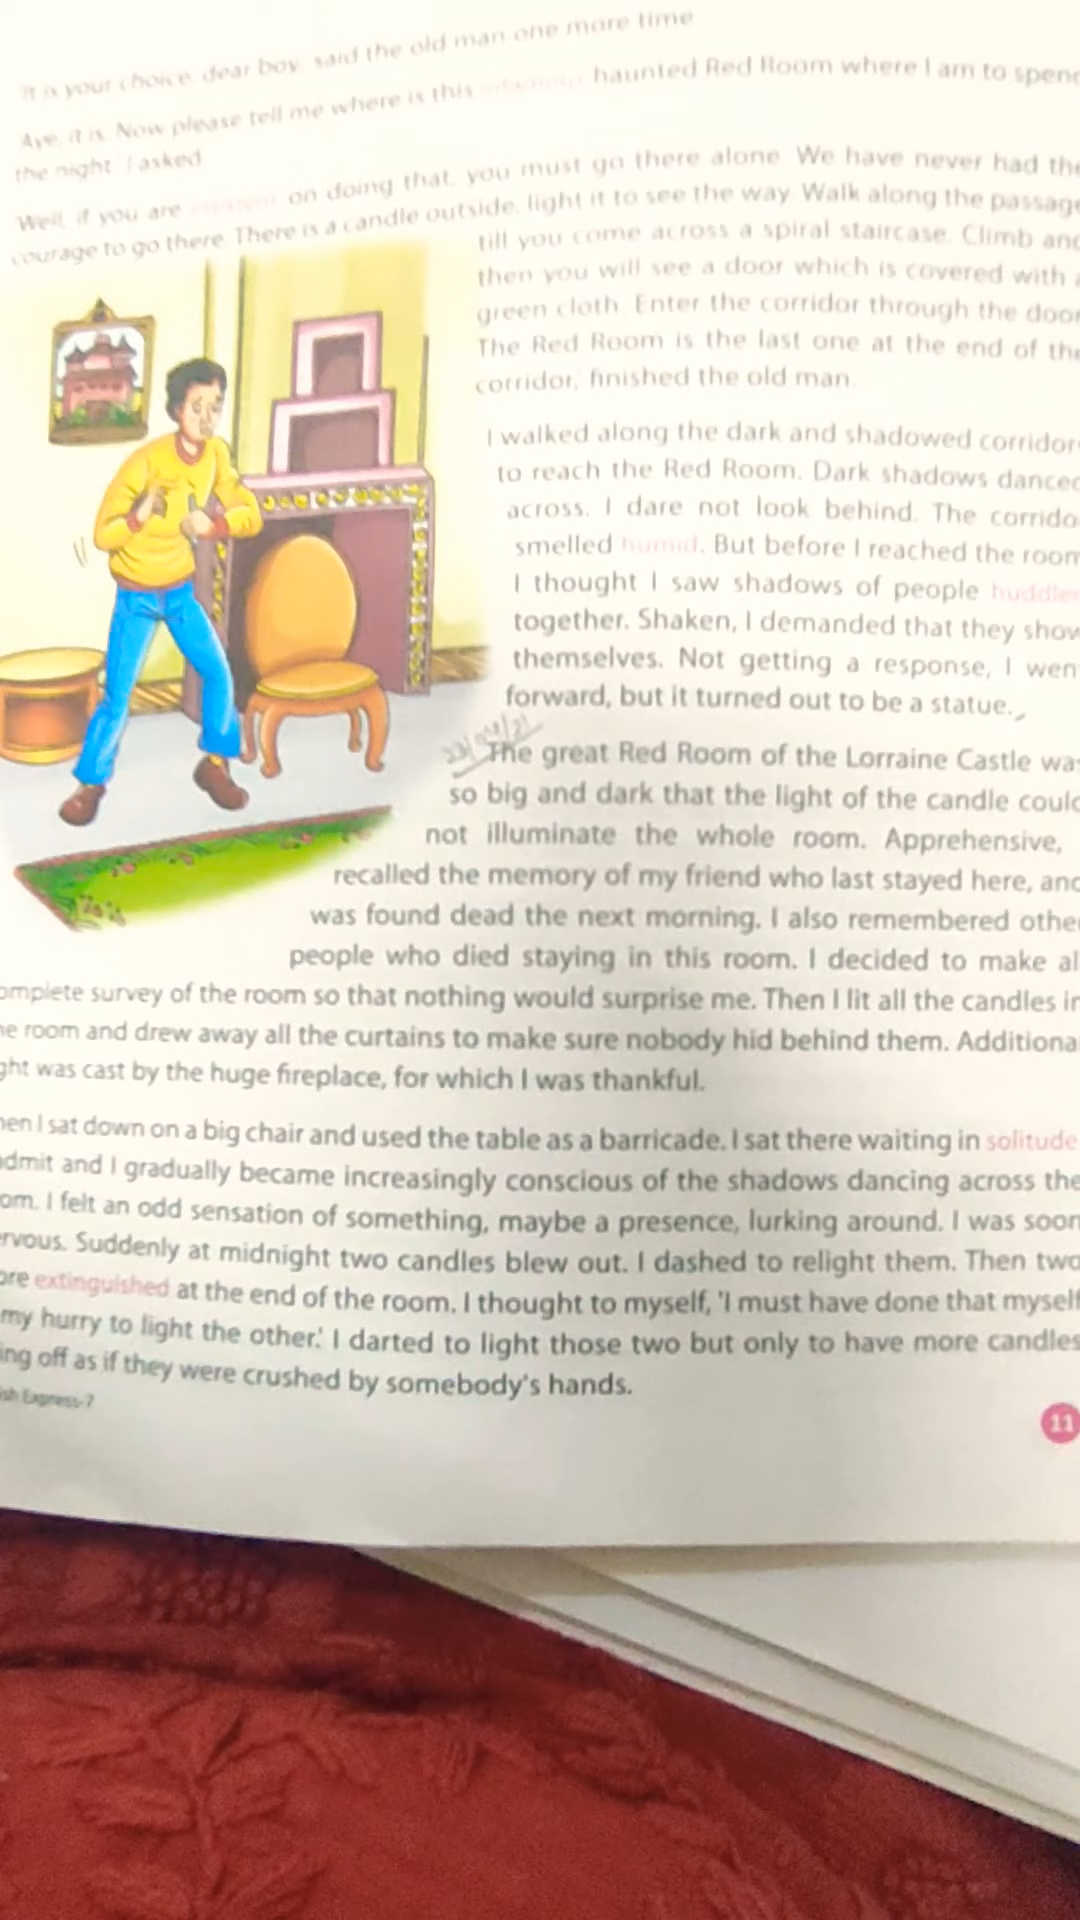 It is your choice, dear boy, said the old man one more time
Aye, it is. Now please tell me where is this haunted Red Room where I am to spend
the night,' I asked.
Well, if you are on doing that, you must go there alone. We have never had the
courage to go there. There is a candle outside, light it to see the way. Walk along the passage
till you come across a spiral staircase. Climb and
then you will see a door which is covered with a
green cloth. Enter the corridor through the door
The Red Room is the last one at the end of the
corridor,' finished the old man.
I walked along the dark and shadowed corridor
to reach the Red Room. Dark shadows danced
across. I dare not look behind. The corrido
smelled humid. But before I reached the room
I thought I saw shadows of people huddled
together. Shaken, I demanded that they show
themselves. Not getting a response, I wen
forward, but it turned out to be a statue.
23/04/21
The great Red Room of the Lorraine Castle was
so big and dark that the light of the candle could
not illuminate the whole room. Apprehensive,
recalled the memory of my friend who last stayed here, and
was found dead the next morning. I also remembered other
people who died staying in this room. I decided to make a
omplete survey of the room so that nothing would surprise me. Then I lit all the candles in
he room and drew away all the curtains to make sure nobody hid behind them. Additional
ght was cast by the huge fireplace, for which I was thankful.
hen I sat down on a big chair and used the table as a barricade. I sat there waiting in solitude
admit and I gradually became increasingly conscious of the shadows dancing across the
om. I felt an odd sensation of something, maybe a presence, lurking around. I was soon
ervous. Suddenly at midnight two candles blew out. I dashed to relight them. Then two
ore extinguished at the end of the room. I thought to myself, 'I must have done that myself
my hurry to light the other.' I darted to light those two but only to have more candles
ing off as if they were crushed by somebody's hands.
ish Express-7
11